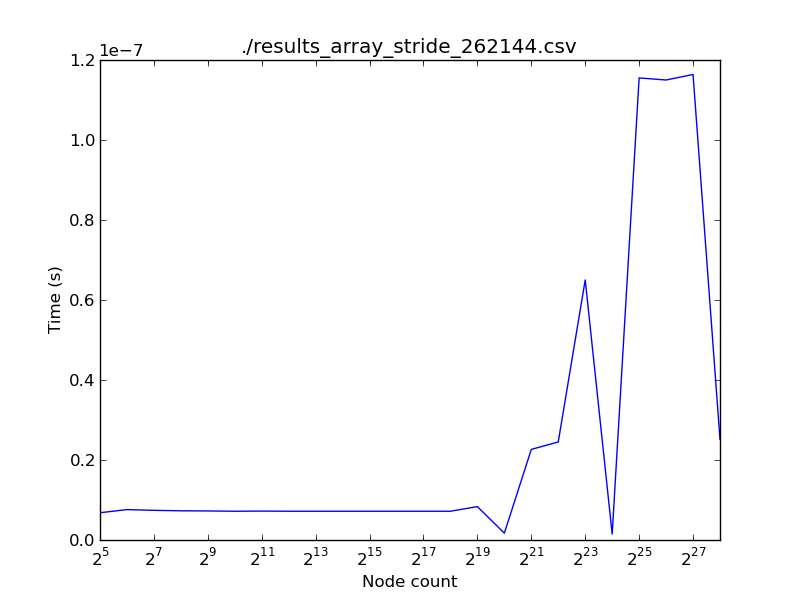 ./results_array_stride_262144.csv
1e−7
1.2
1.0
0.8
0.6
0.4
0.2
0.0
Time (s)
2^5 2^7 2^9 2^11 2^13 2^15 2^17 2^19 2^21 2^23 2^25 2^27
Node count